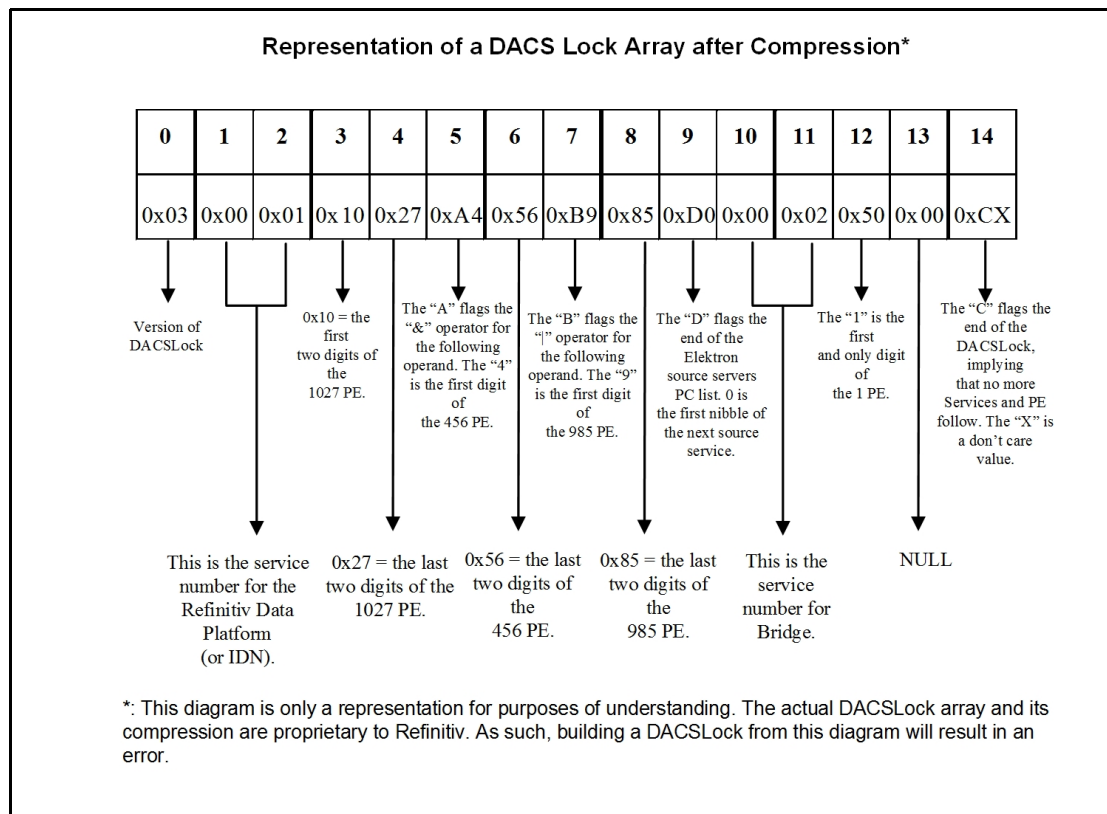 Representation of a DACS Lock Array after Compression*
0 1 2 3 4 5 6 7 8 9 10 11 12 13 14
0x03 0x00 0x01 0x10 0x27 0xA4 0x56 0xB9 0x85 0xD0 0x00 0x02 0x50 0x00 0xCX
Version of
DACSLock
0x10 = the
first
two digits of
the
1027 PE.
The “A” flags the
“&” operator for
the following
operand. The “4”
is the first digit
of
the 456 PE.
The “B” flags the
“|” operator for
the following
operand. The “9”
is the first digit
of
the 985 PE.
The “D” flags the
end of the
Elektron
source servers
PC list. 0 is
the first nibble of
the next source
service.
The “1” is the
first
and only digit
of
the 1 PE.
The “C” flags the
end of the
DACSLock,
implying
that no more
Services and PE
follow. The “X” is
a don’t care
value.
This is the service
number for the
Refinitiv Data
Platform
(or IDN).
0x27 = the last
two digits of the
1027 PE.
0x56 = the last
two digits of
the
456 PE.
0x85 = the last
two digits of
the
985 PE.
This is the
service
number for
Bridge.
NULL
*: This diagram is only a representation for purposes of understanding. The actual DACSLock array and its
compression are proprietary to Refinitiv. As such, building a DACSLock from this diagram will result in an
error.